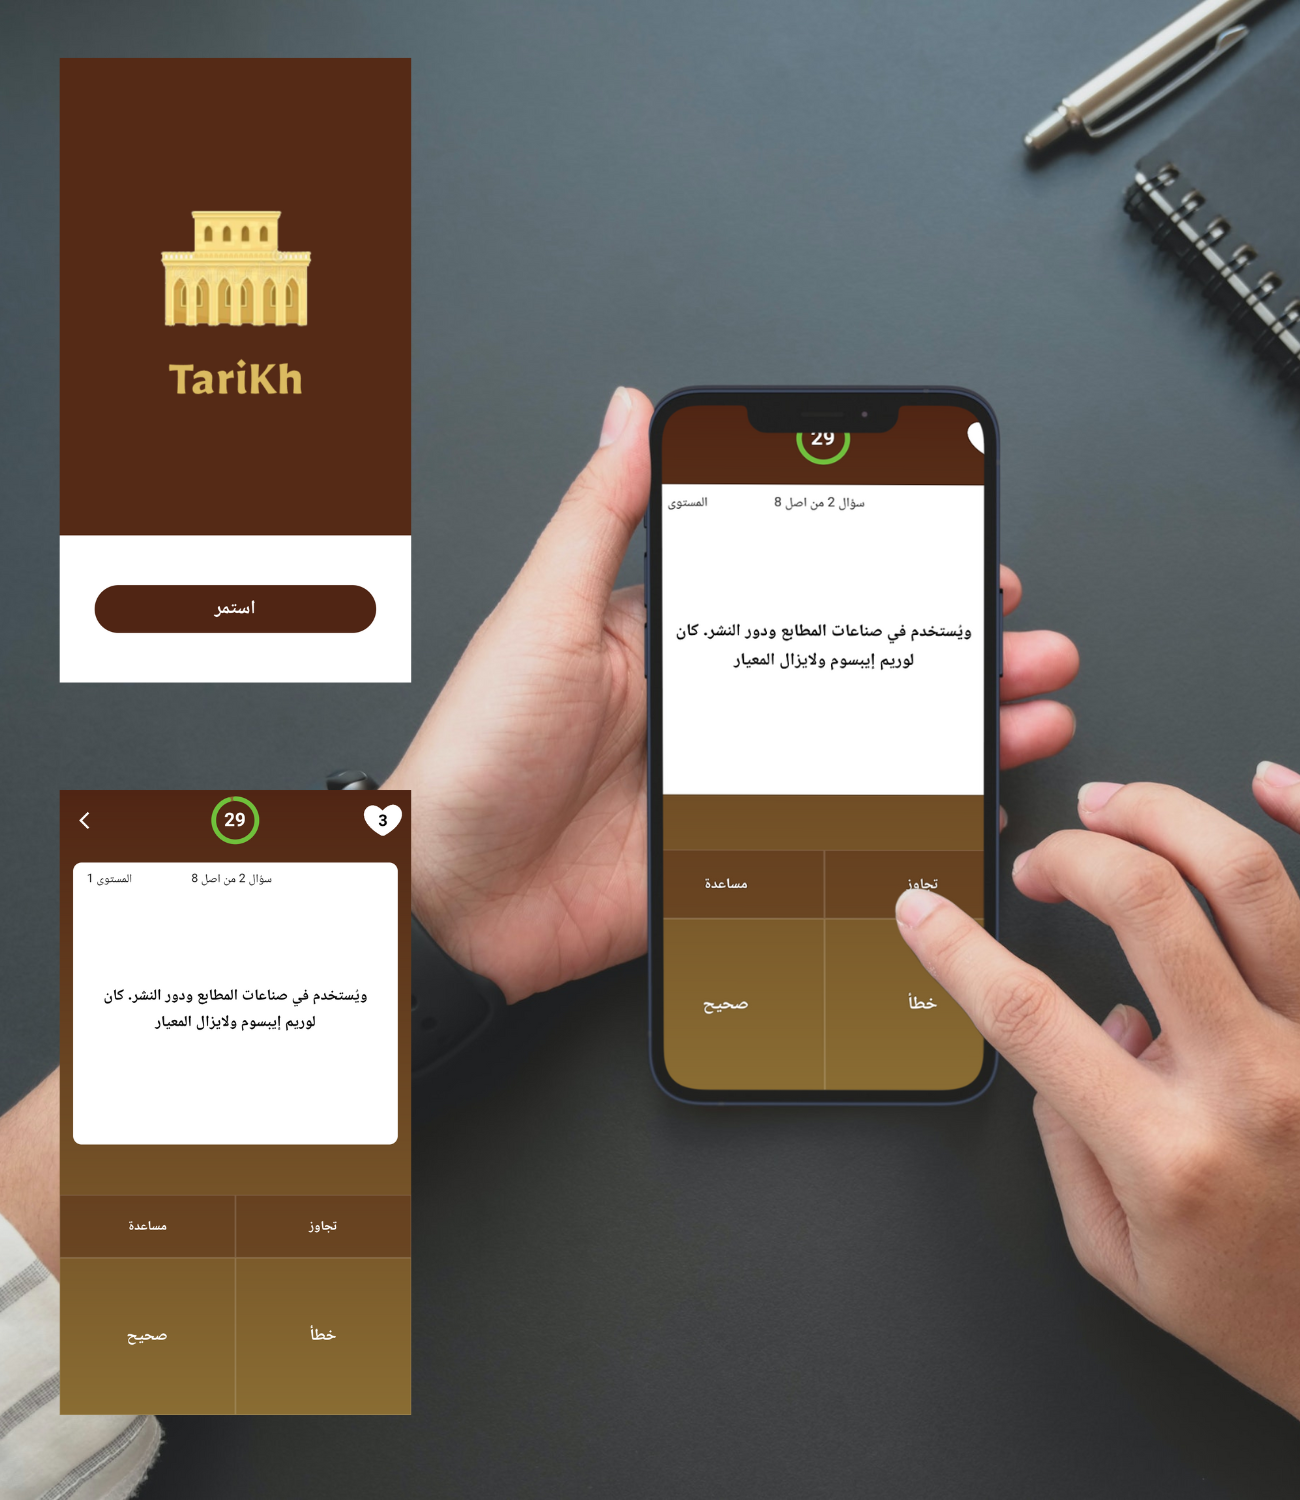 TariKh
استمر
29
سؤال 2 من اصل 8
المستوى
ويُستخدم في صناعات المطابع ودور النشر. كان
لوريم إيبسوم ولايزال المعيار
تجاوز
مساعدة
خطأ
صحيح
3
29
سؤال 2 من اصل 8
المستوى 1
ويُستخدم في صناعات المطابع ودور النشر. كان
لوريم إيبسوم ولايزال المعيار
تجاوز
مساعدة
خطأ
صحيح